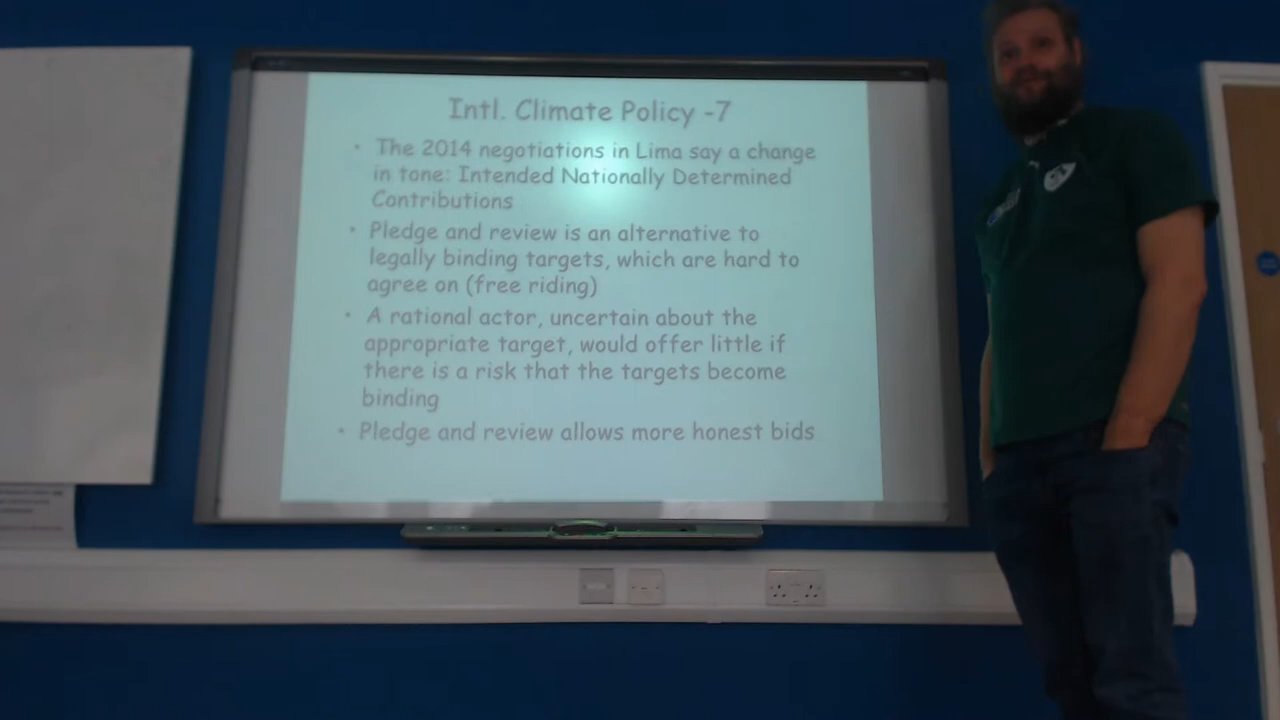 Intl. Climate Policy -7
• The 2014 negotiations in Lima say a change
in tone: Intended Nationally Determined
Contributions
• Pledge and review is an alternative to
legally binding targets, which are hard to
agree on (free riding)
• A rational actor, uncertain about the
appropriate target, would offer little if
there is a risk that the targets become
binding
• Pledge and review allows more honest bids